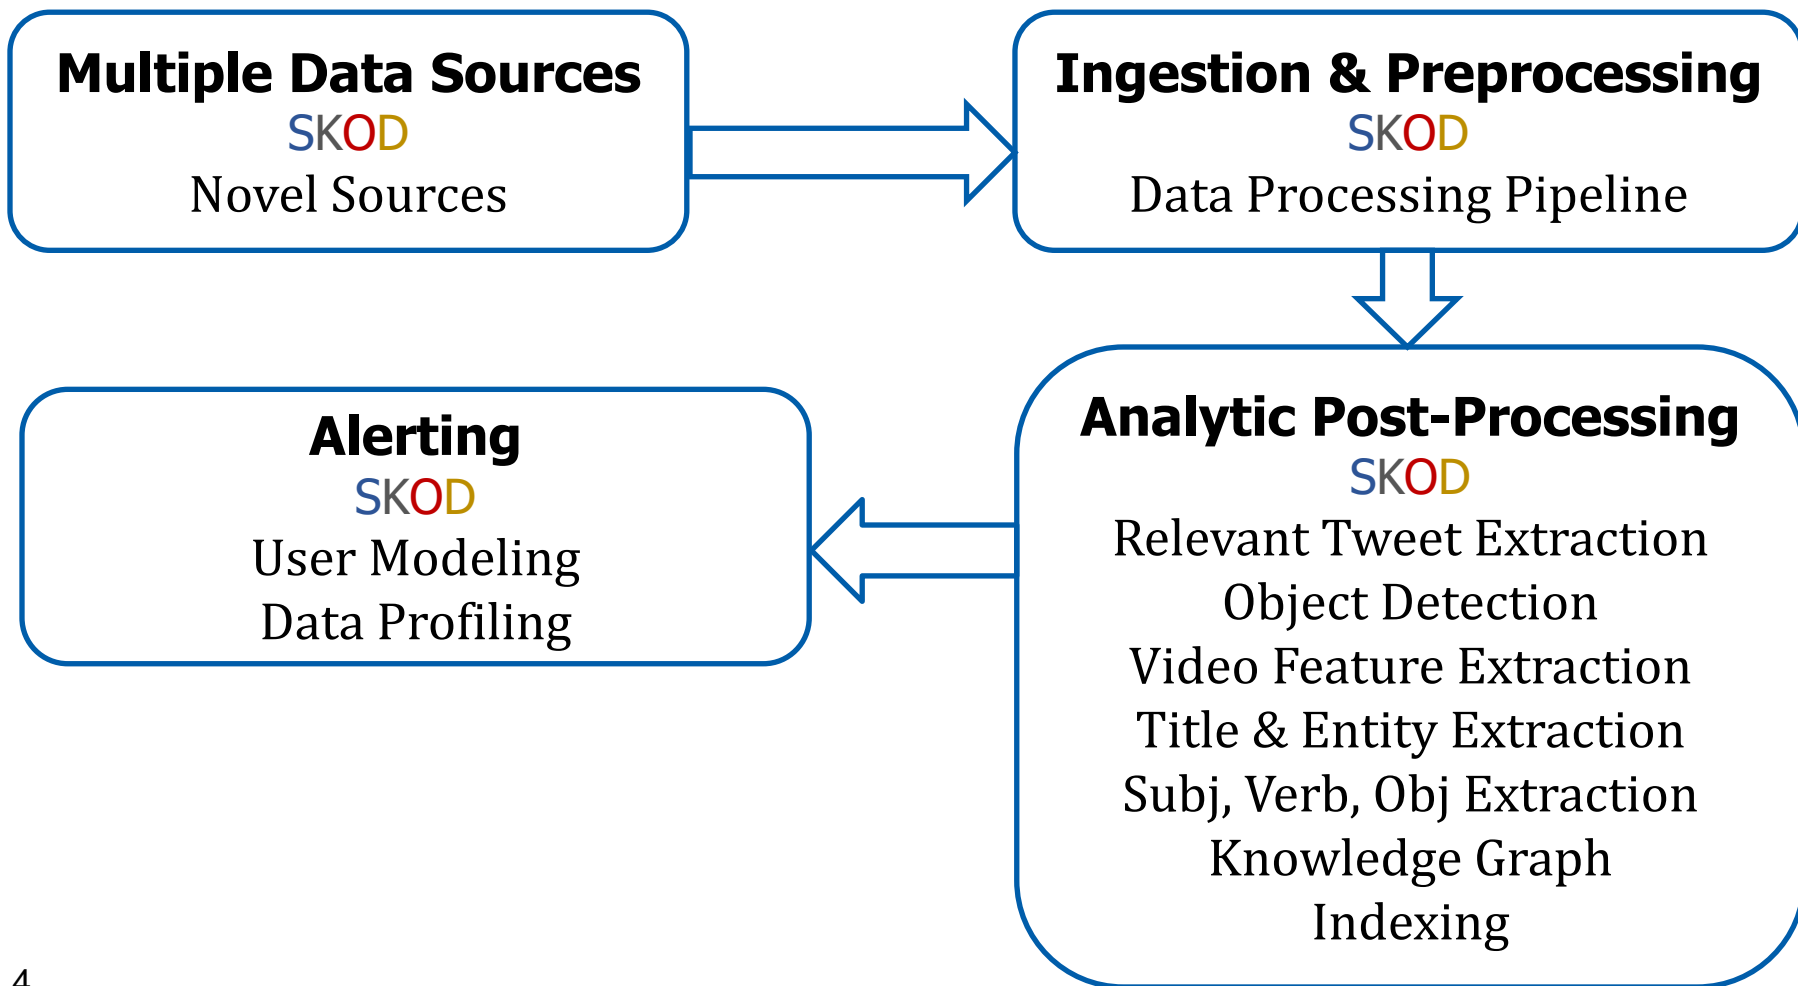 Multiple Data Sources
SKOD
Novel Sources
Ingestion & Preprocessing
SKOD
Data Processing Pipeline
Alerting
SKOD
User Modeling
Data Profiling
Analytic Post-Processing
SKOD
Relevant Tweet Extraction
Object Detection
Video Feature Extraction
Title & Entity Extraction
Subj, Verb, Obj Extraction
Knowledge Graph
Indexing
4